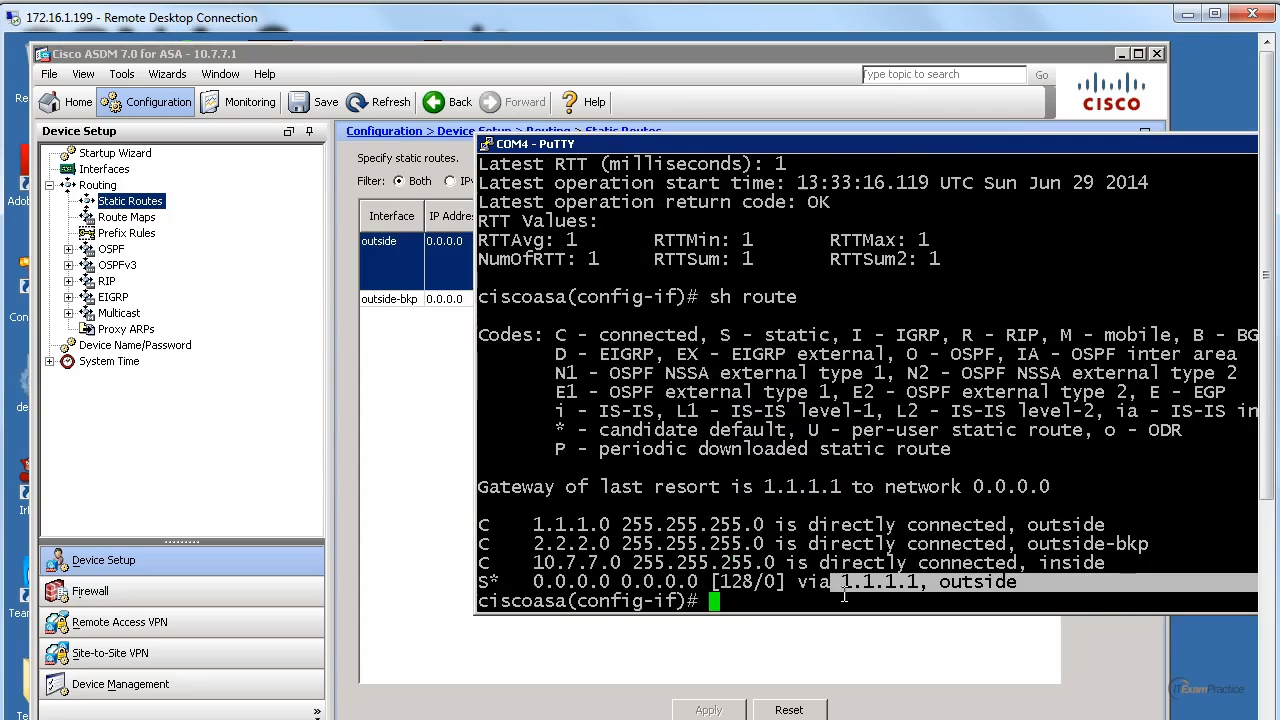 172.16.1.199 - Remote Desktop Connection
Cisco ASDM 7.0 for ASA - 10.7.7.1
File View Tools Wizards Window Help
Type topic to search Go
Home Configuration Monitoring Save Refresh Back Forward Help
CISCO
Device Setup
Configuration > Device Setup > Routing > Static Routes
Startup Wizard
Interfaces
Routing
Static Routes
Route Maps
Prefix Rules
OSPF
OSPFv3
RIP
EIGRP
Multicast
Proxy ARPs
Device Name/Password
System Time
Device Setup
Firewall
Remote Access VPN
Site-to-Site VPN
Device Management
Specify static routes.
Filter: Both IPv
Interface IP Addre
outside 0.0.0.0
outside-bkp 0.0.0.0
Apply Reset
COM4 - PuTTY
Latest RTT (milliseconds): 1
Latest operation start time: 13:33:16.119 UTC Sun Jun 29 2014
Latest operation return code: OK
RTT Values:
RTTAvg: 1 RTTMin: 1 RTTMax: 1
NumOfRTT: 1 RTTSum: 1 RTTSum2: 1
ciscoasa(config-if)# sh route
Codes: C - connected, S - static, I - IGRP, R - RIP, M - mobile, B - BG
D - EIGRP, EX - EIGRP external, O - OSPF, IA - OSPF inter area
N1 - OSPF NSSA external type 1, N2 - OSPF NSSA external type 2
E1 - OSPF external type 1, E2 - OSPF external type 2, E - EGP
i - IS-IS, L1 - IS-IS level-1, L2 - IS-IS level-2, ia - IS-IS in
* - candidate default, U - per-user static route, o - ODR
P - periodic downloaded static route
Gateway of last resort is 1.1.1.1 to network 0.0.0.0
C 1.1.1.0 255.255.255.0 is directly connected, outside
C 2.2.2.0 255.255.255.0 is directly connected, outside-bkp
C 10.7.7.0 255.255.255.0 is directly connected, inside
S* 0.0.0.0 0.0.0.0 [128/0] via 1.1.1.1, outside
ciscoasa(config-if)#
ITExamPractice
Re
Adob
Con
de
Irl
Team
Te